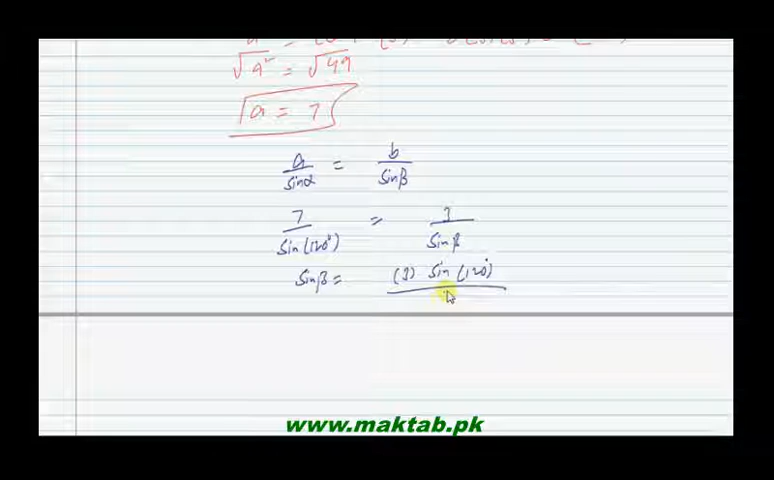 √a² = √49
a = 7
a/sinα = b/sinβ
7/sin(120°) = 3/sinβ
sinβ = (3) sin(120°)
www.maktab.pk